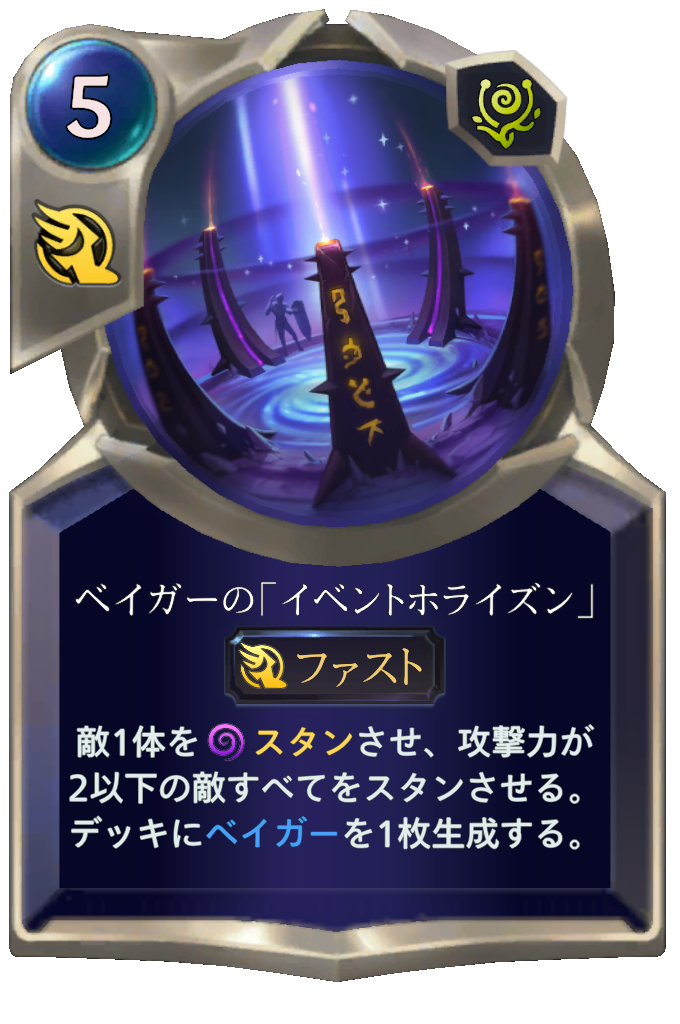 5
ベイガーの「イベントホライズン」
ファスト
敵1体をスタンさせ、攻撃力が
2以下の敵すべてをスタンさせる。
デッキにベイガーを1枚生成する。